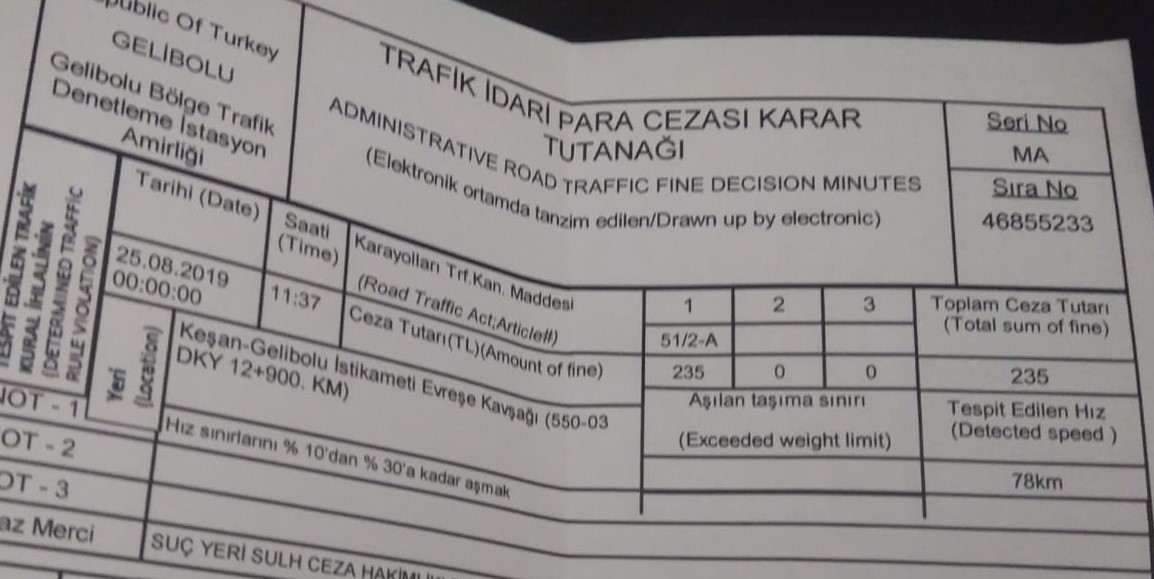 Of Turkey
GELİBOLU
Gelibolu Bölge Trafik
Denetleme İstasyon
Amirliği
TRAFİK İDARİ PARA CEZASI KARAR
TUTANAĞI
ADMINISTRATIVE ROAD TRAFFIC FINE DECISION MINUTES
(Elektronik ortamda tanzim edilen/Drawn up by electronic)
Seri No
MA
Sıra No
46855233
TESPIT EDİLEN TRAFİK
KURAL İHLALİNİN
(DETERMINED TRAFFIC
RULE VIOLATION)
Tarihi (Date)
25.08.2019
00:00:00
Saati
(Time)
11:37
Karayolları Trf.Kan. Maddesi
(Road Traffic Act;Article#)
Ceza Tutarı(TL)(Amount of fine)
1 2 3
51/2-A
235 0 0
Toplam Ceza Tutarı
(Total sum of fine)
235
Yeri
(Location)
Keşan-Gelibolu İstikameti Evreşe Kavşağı (550-03
DKY 12+900. KM)
Aşılan taşıma sınırı
(Exceeded weight limit)
Tespit Edilen Hız
(Detected speed )
78km
NOT - 1
Hız sınırlarını % 10'dan % 30'a kadar aşmak
OT - 2
OT - 3
az Merci
SUÇ YERİ SULH CEZA